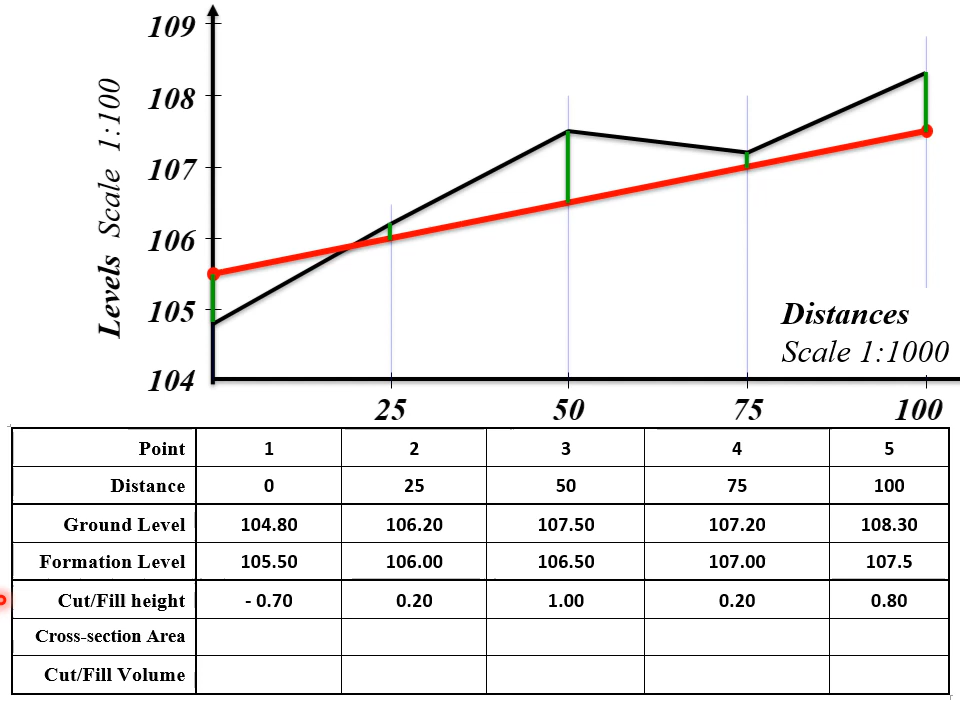 109
108
107
106
105
104
Levels Scale 1:100
Distances
Scale 1:1000
25 50 75 100
Point 1 2 3 4 5
Distance 0 25 50 75 100
Ground Level 104.80 106.20 107.50 107.20 108.30
Formation Level 105.50 106.00 106.50 107.00 107.5
Cut/Fill height - 0.70 0.20 1.00 0.20 0.80
Cross-section Area
Cut/Fill Volume